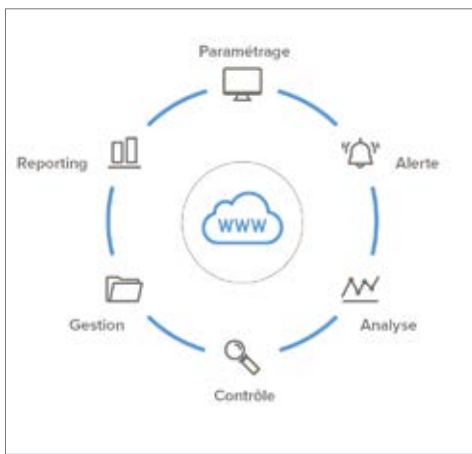 Paramétrage
Alerte
Analyse
Contrôle
Gestion
Reporting
WWW